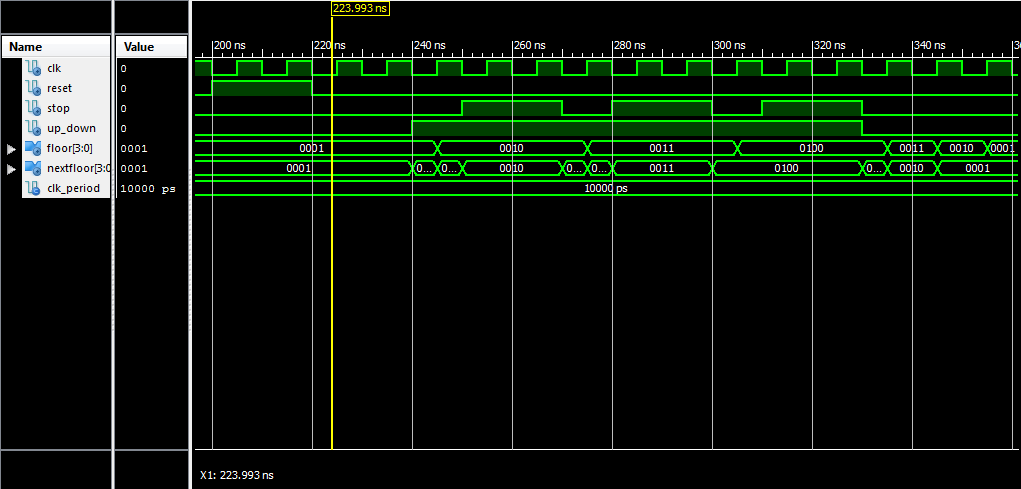 223.993 ns
Name Value
200 ns 220 ns 240 ns 260 ns 280 ns 300 ns 320 ns 340 ns
clk 0
reset 0
stop 0
up_down 0
floor[3:0] 0001 0001 0010 0011 0100 0011 0010 0001
nextfloor[3:0 0001 0001 0... 0... 0010 0... 0... 0011 0100 0... 0010 0001
clk_period 10000 ps 10000 ps
X1: 223.993 ns